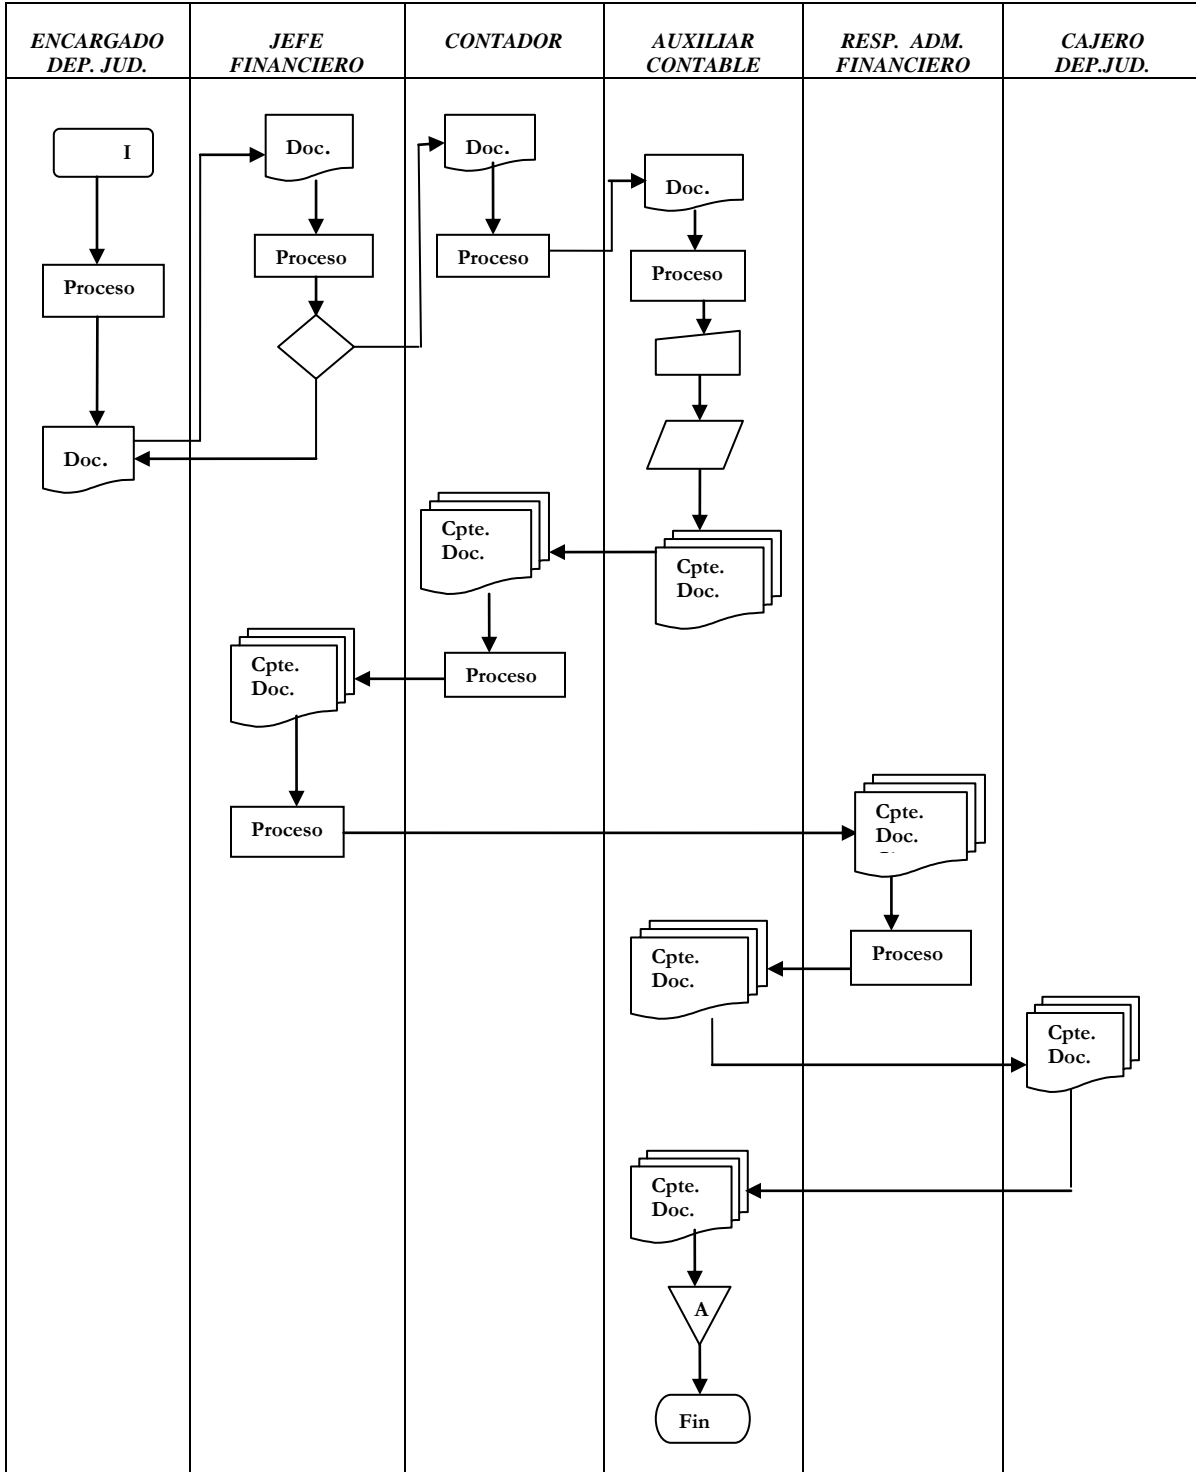 ENCARGADO
DEP. JUD.
JEFE
FINANCIERO
CONTADOR
AUXILIAR
CONTABLE
RESP. ADM.
FINANCIERO
CAJERO
DEP.JUD.
I
Doc.
Doc.
Doc.
Proceso
Proceso
Proceso
Proceso
Doc.
Cpte.
Doc.
Cpte.
Doc.
Cpte.
Doc.
Proceso
Proceso
Cpte.
Doc.
Cpte.
Doc.
Proceso
Cpte.
Doc.
Cpte.
Doc.
A
Fin